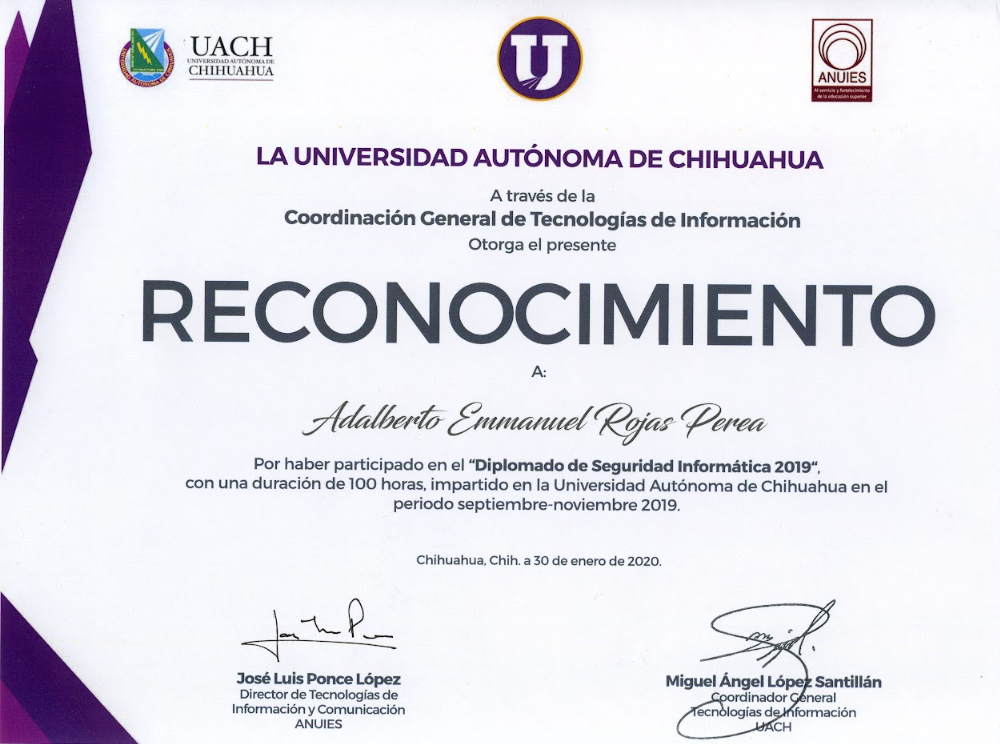 UACH
UNIVERSIDAD AUTÓNOMA DE
CHIHUAHUA
U
ANUIES
Al servicio y fortalecimiento
de la educación superior
LA UNIVERSIDAD AUTÓNOMA DE CHIHUAHUA
A través de la
Coordinación General de Tecnologías de Información
Otorga el presente
RECONOCIMIENTO
A:
Adalberto Emmanuel Rojas Perea
Por haber participado en el “Diplomado de Seguridad Informática 2019“,
con una duración de 100 horas, impartido en la Universidad Autónoma de Chihuahua en el
periodo septiembre-noviembre 2019.
Chihuahua, Chih. a 30 de enero de 2020.
José Luis Ponce López
Director de Tecnologías de
Información y Comunicación
ANUIES
Miguel Ángel López Santillán
Coordinador General
Tecnologías de Información
UACH